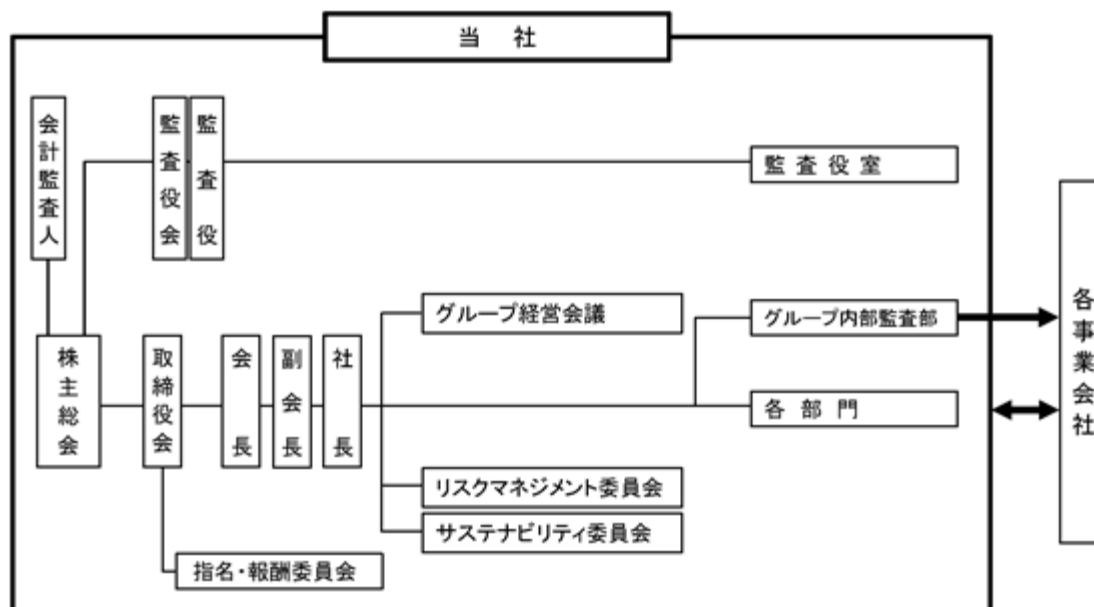 当 社
会計監査人
監査役会
監査役
監査役室
グループ経営会議
グループ内部監査部
株主総会
取締役会
会長
副会長
社長
各部門
各事業会社
リスクマネジメント委員会
サステナビリティ委員会
指名・報酬委員会